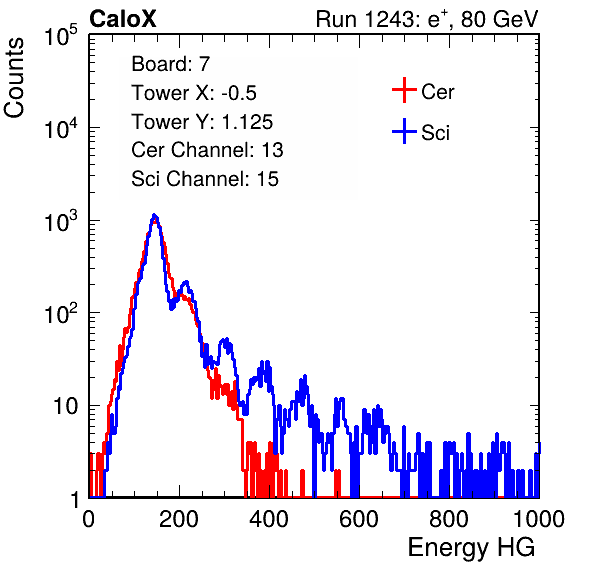 CaloX Run 1243: e⁺, 80 GeV
Counts
10⁵
10⁴
10³
10²
10
1
Board: 7
Tower X: -0.5
Tower Y: 1.125
Cer Channel: 13
Sci Channel: 15
Cer
Sci
0 200 400 600 800 1000
Energy HG